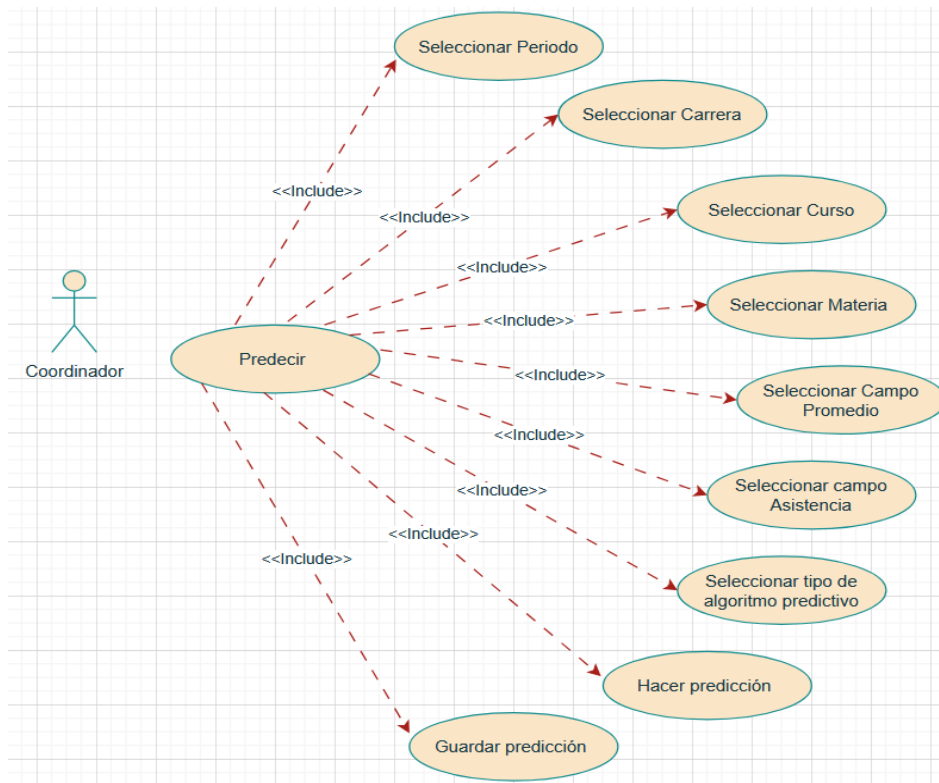 Seleccionar Periodo
Seleccionar Carrera
<<Include>>
<<Include>>
Seleccionar Curso
<<Include>>
Seleccionar Materia
<<Include>>
Coordinador
Predecir
<<Include>>
Seleccionar Campo
Promedio
<<Include>>
Seleccionar campo
Asistencia
<<Include>>
<<Include>>
<<Include>>
Seleccionar tipo de
algoritmo predictivo
Hacer predicción
Guardar predicción